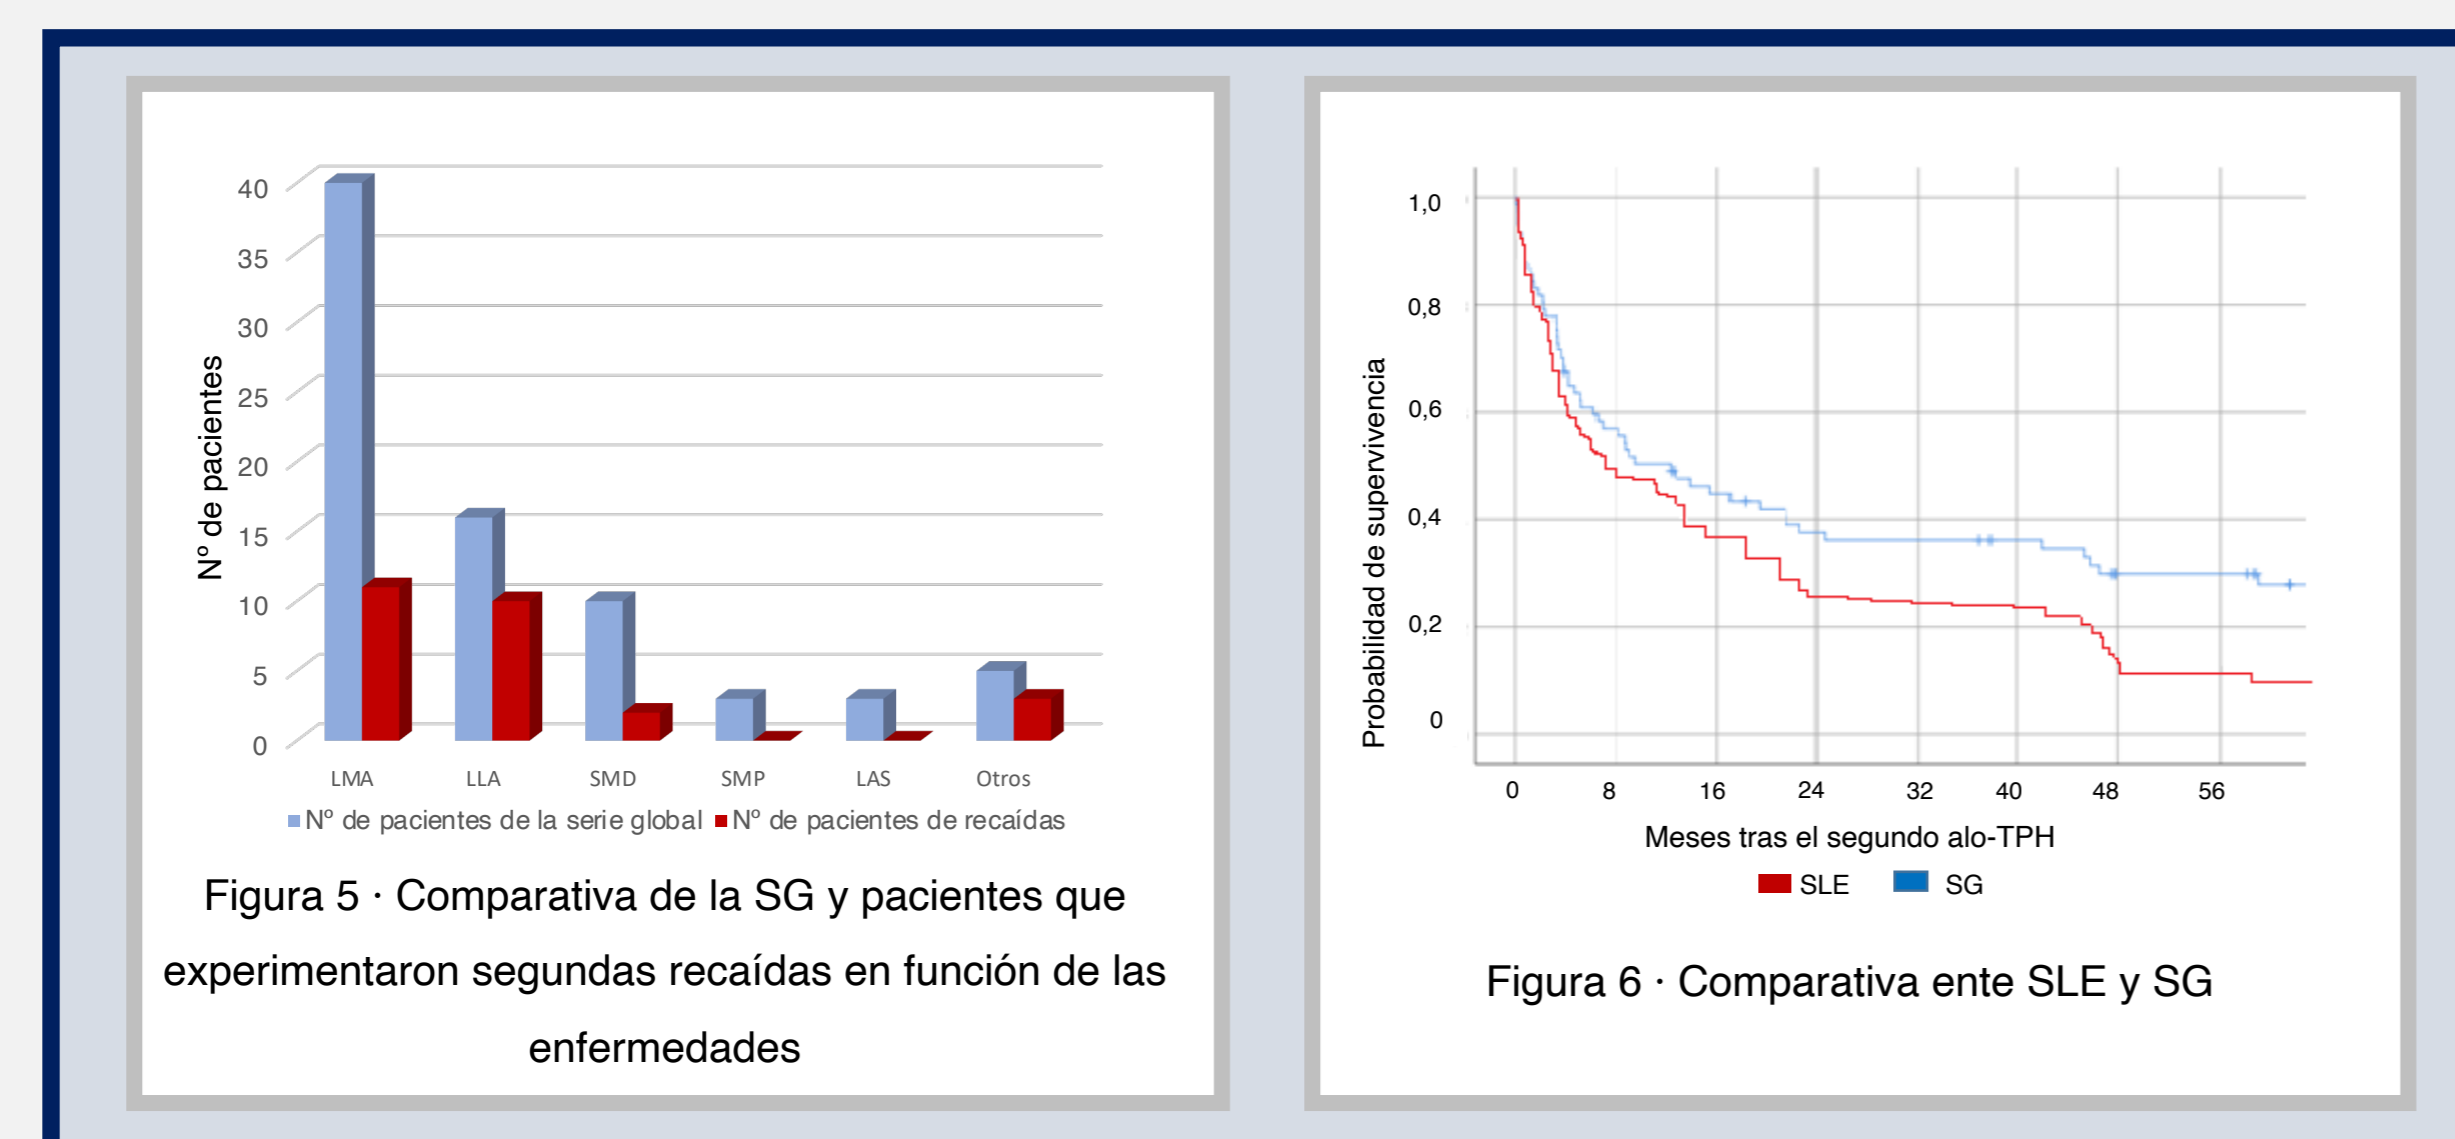 40
35
30
25
20
15
10
5
0
Nº de pacientes
LMA LLA SMD SMP LAS Otros
Nº de pacientes de la serie global Nº de pacientes de recaídas
Figura 5 · Comparativa de la SG y pacientes que
experimentaron segundas recaídas en función de las
enfermedades
1,0
0,8
0,6
0,4
0,2
0
Probabilidad de supervivencia
0 8 16 24 32 40 48 56
Meses tras el segundo alo-TPH
SLE SG
Figura 6 · Comparativa ente SLE y SG